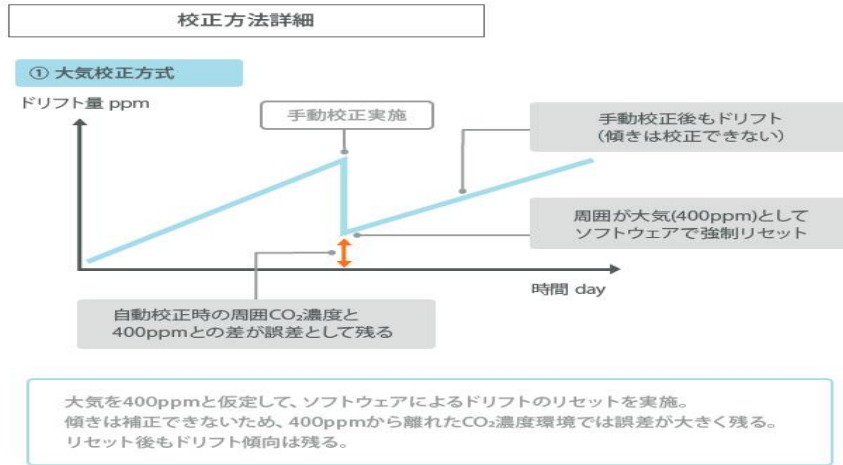 校正方法詳細
① 大気校正方式
ドリフト量 ppm
手動校正実施
手動校正後もドリフト
（傾きは校正できない）
周囲が大気(400ppm)として
ソフトウェアで強制リセット
時間 day
自動校正時の周囲CO₂濃度と
400ppmとの差が誤差として残る
大気を400ppmと仮定して、ソフトウェアによるドリフトのリセットを実施。
傾きは補正できないため、400ppmから離れたCO₂濃度環境では誤差が大きく残る。
リセット後もドリフト傾向は残る。